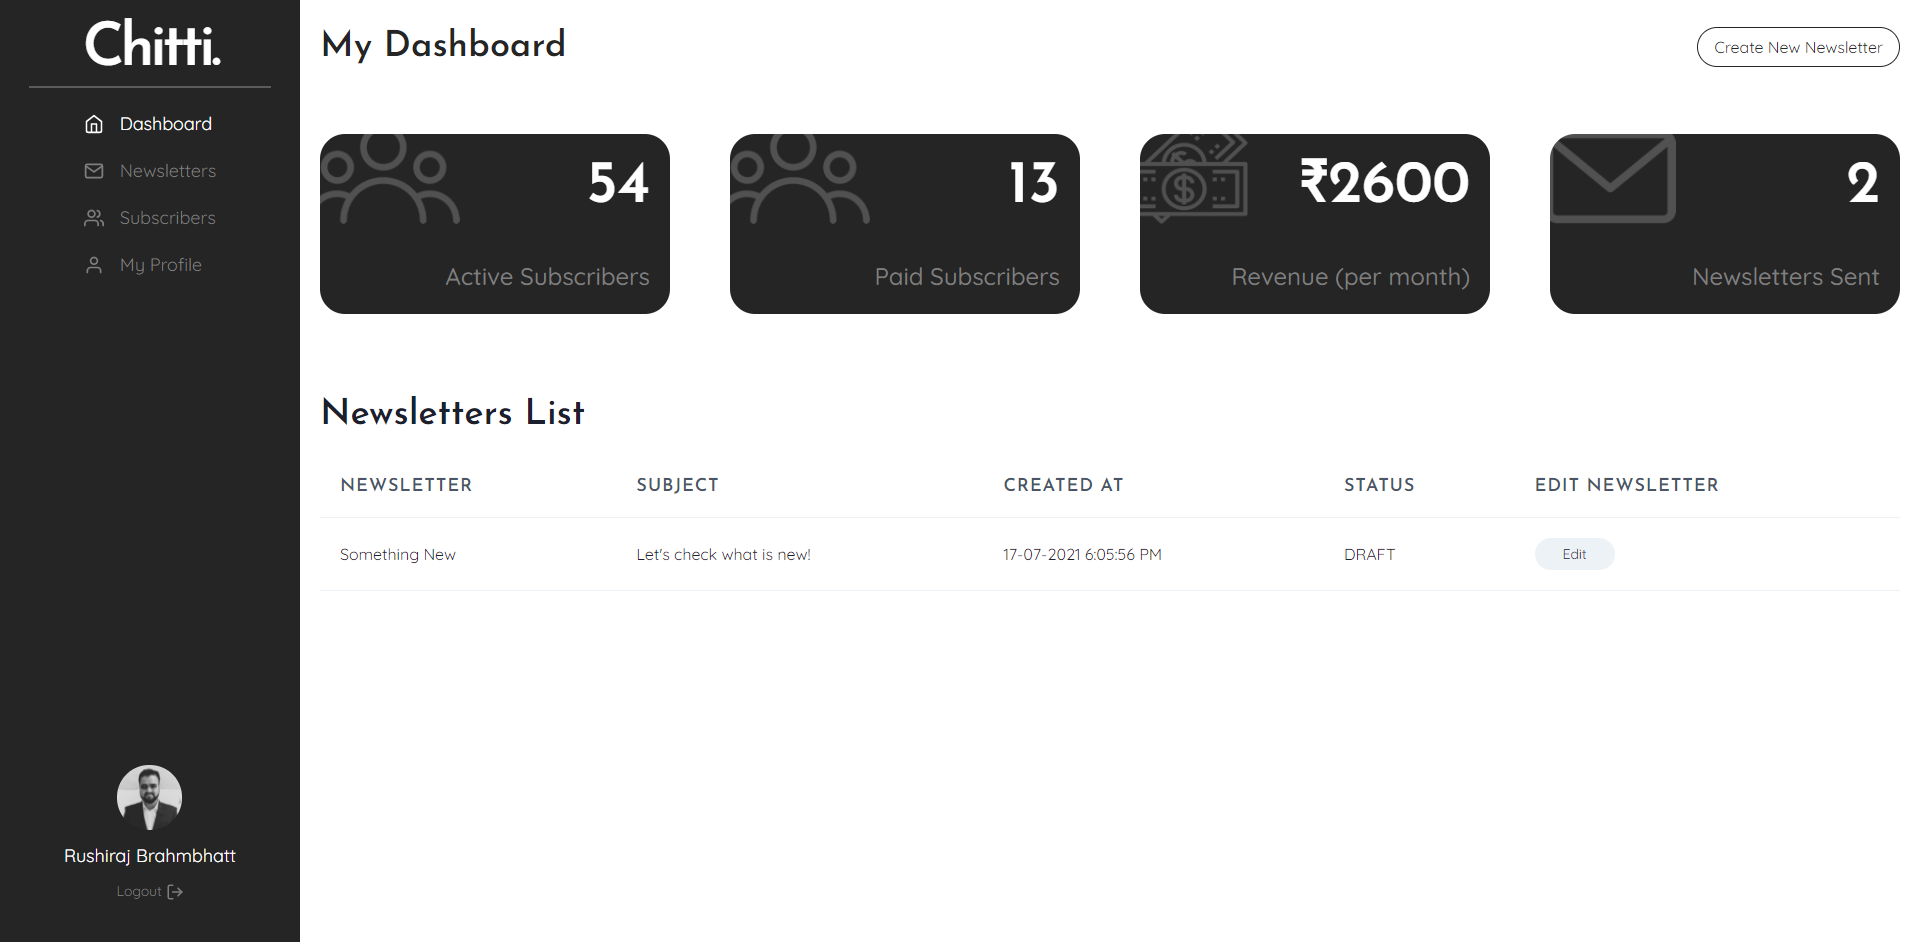 Chitti.
Dashboard
Newsletters
Subscribers
My Profile
Rushiraj Brahmbhatt
Logout
My Dashboard
Create New Newsletter
54
Active Subscribers
13
Paid Subscribers
$
₹2600
Revenue (per month)
2
Newsletters Sent
Newsletters List
NEWSLETTER SUBJECT CREATED AT STATUS EDIT NEWSLETTER
Something New Let's check what is new! 17-07-2021 6:05:56 PM DRAFT Edit